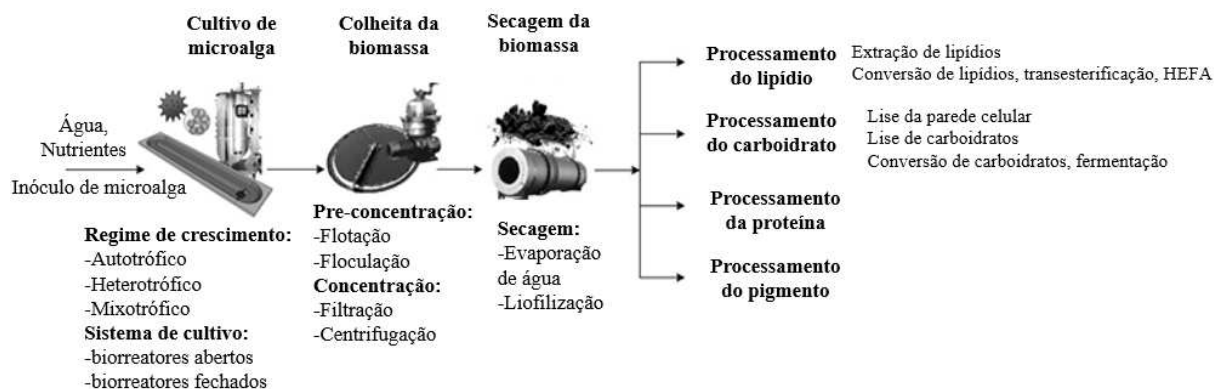 Cultivo de
microalga
Colheita da
biomassa
Secagem da
biomassa
Água,
Nutrientes
Inóculo de microalga
Regime de crescimento:
-Autotrófico
-Heterotrófico
-Mixotrófico
Sistema de cultivo:
-biorreatores abertos
-biorreatores fechados
Pre-concentração:
-Flotação
-Floculação
Concentração:
-Filtração
-Centrifugação
Secagem:
-Evaporação
de água
-Liofilização
Processamento
do lipídio
Extração de lipídios
Conversão de lipídios, transesterificação, HEFA
Processamento
do carboidrato
Lise da parede celular
Lise de carboidratos
Conversão de carboidratos, fermentação
Processamento
da proteína
Processamento
do pigmento